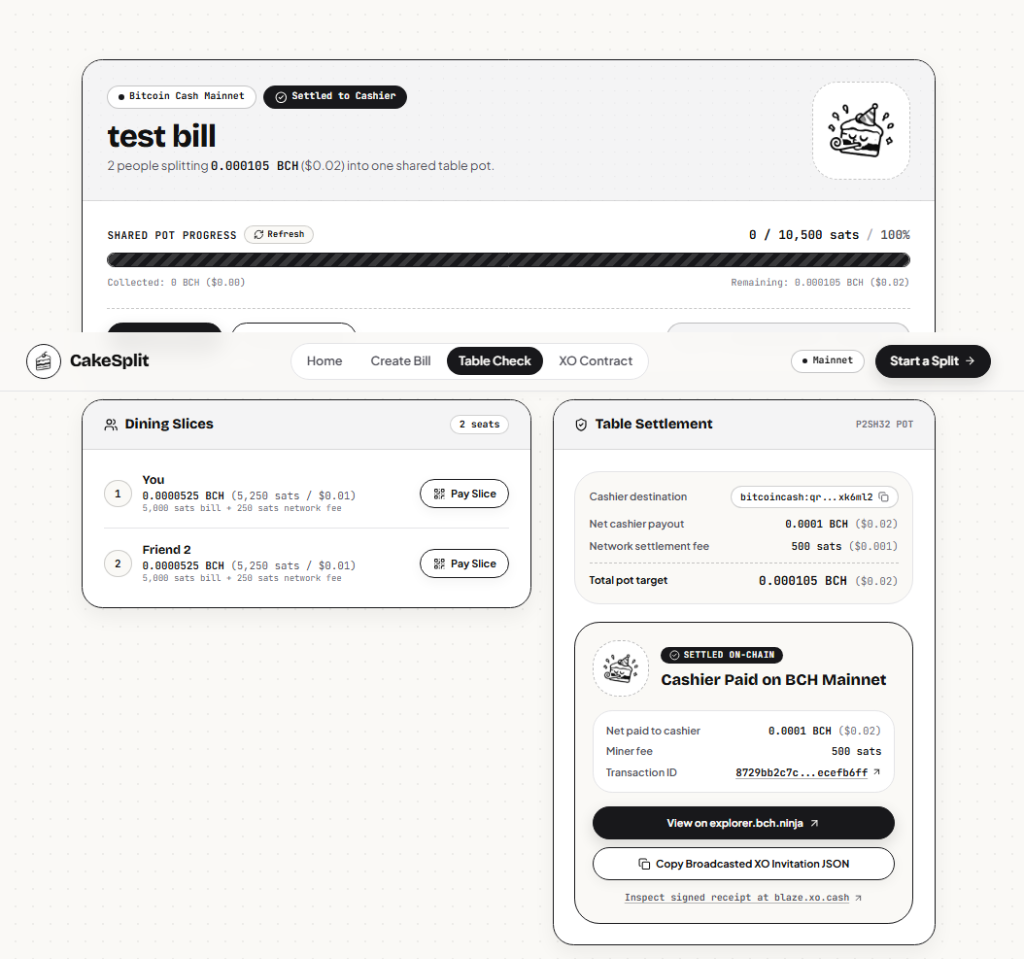 Bitcoin Cash Mainnet
Settled to Cashier
test bill
2 people splitting 0.000105 BCH ($0.02) into one shared table pot.
SHARED POT PROGRESS
Refresh
0 / 10,500 sats / 100%
Collected: 0 BCH ($0.00)
Remaining: 0.000105 BCH ($0.02)
CakeSplit
Home
Create Bill
Table Check
XO Contract
Mainnet
Start a Split →
Dining Slices
2 seats
1
You
0.0000525 BCH (5,250 sats / $0.01)
5,000 sats bill + 250 sats network fee
Pay Slice
2
Friend 2
0.0000525 BCH (5,250 sats / $0.01)
5,000 sats bill + 250 sats network fee
Pay Slice
Table Settlement
P2SH32 POT
Cashier destination
bitcoincash:qr...xk6ml2
Net cashier payout
0.0001 BCH ($0.02)
Network settlement fee
500 sats ($0.001)
Total pot target
0.000105 BCH ($0.02)
SETTLED ON-CHAIN
Cashier Paid on BCH Mainnet
Net paid to cashier
0.0001 BCH ($0.02)
Miner fee
500 sats
Transaction ID
8729bb2c7c...ecefb6ff ↗
View on explorer.bch.ninja ↗
Copy Broadcasted XO Invitation JSON
Inspect signed receipt at blaze.xo.cash ↗